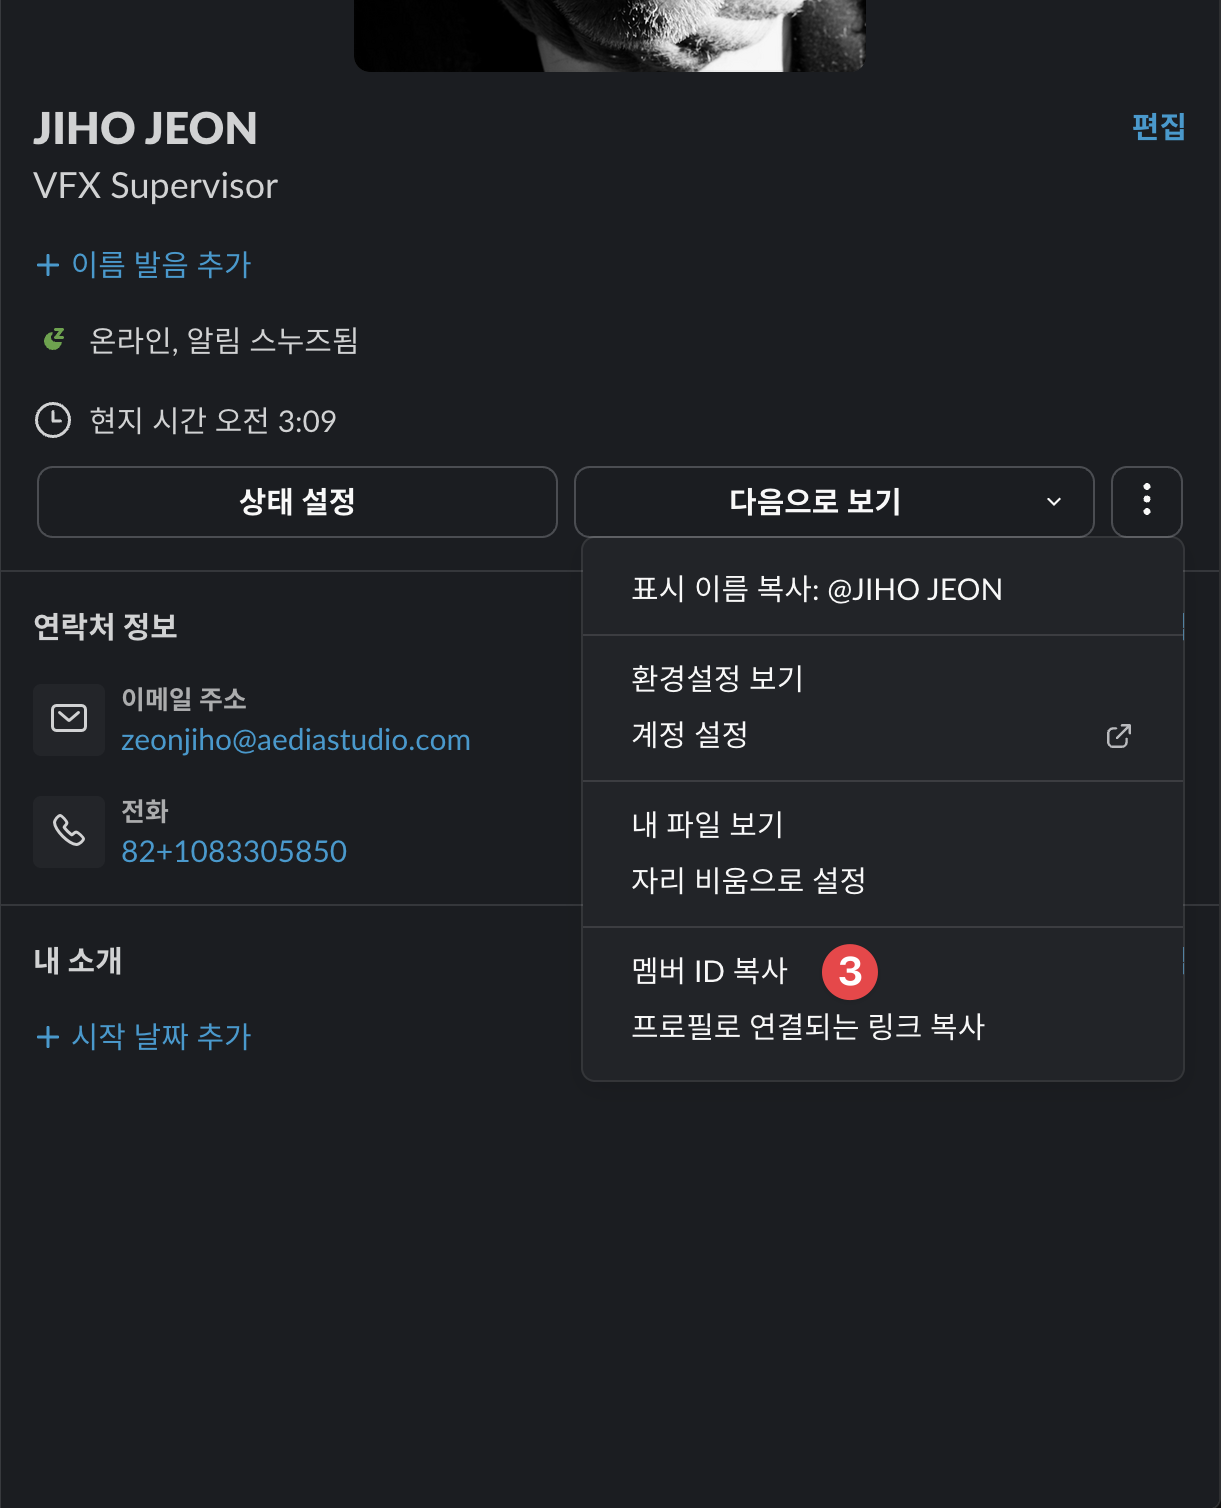 JIHO JEON
편집
VFX Supervisor
+ 이름 발음 추가
온라인, 알림 스누즈됨
현지 시간 오전 3:09
상태 설정
다음으로 보기
표시 이름 복사: @JIHO JEON
환경설정 보기
계정 설정
내 파일 보기
자리 비움으로 설정
멤버 ID 복사
3
프로필로 연결되는 링크 복사
연락처 정보
이메일 주소
zeonjiho@aediastudio.com
전화
82+1083305850
내 소개
+ 시작 날짜 추가